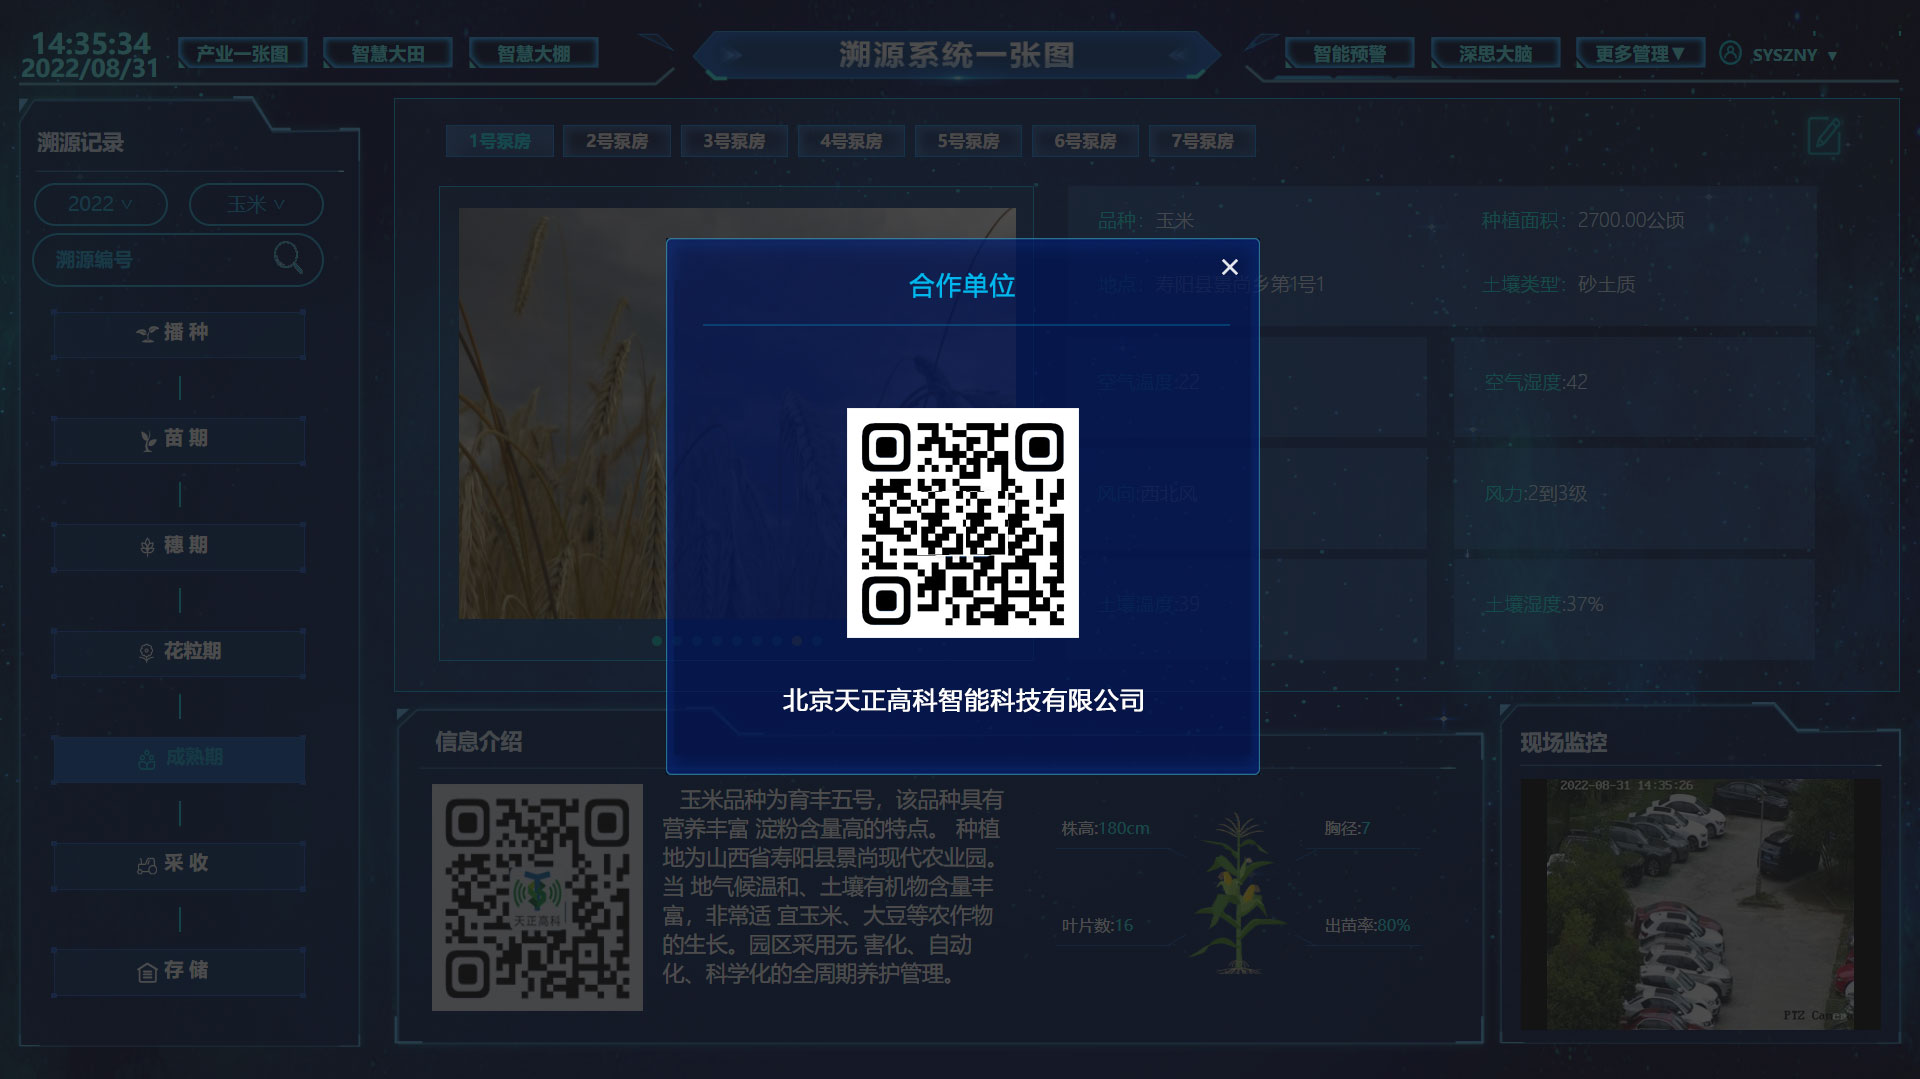 14:35:34
2022/08/31
产业一张图
智慧大田
智慧大棚
溯源系统一张图
智能预警
深思大脑
更多管理▼
SYSZNY ▼
溯源记录
2022
玉米
溯源编号
播种
苗期
穗期
花粒期
成熟期
采收
存储
1号泵房
2号泵房
3号泵房
4号泵房
5号泵房
6号泵房
7号泵房
品种：玉米
种植面积：2700.00公顷
地点：寿阳县景尚乡第1号1
土壤类型：砂土质
空气温度:22
空气湿度:42
风向:西北风
风力:2到3级
土壤温度:39
土壤湿度:37%
合作单位
×
北京天正高科智能科技有限公司
信息介绍
天正高科
玉米品种为育丰五号，该品种具有
营养丰富 淀粉含量高的特点。 种植
地为山西省寿阳县景尚现代农业园。
当 地气候温和、土壤有机物含量丰
富，非常适 宜玉米、大豆等农作物
的生长。园区采用无 害化、自动
化、科学化的全周期养护管理。
株高:180cm
胸径:7
叶片数:16
出苗率:80%
现场监控
2022-08-31 14:35:26
PTZ Camera